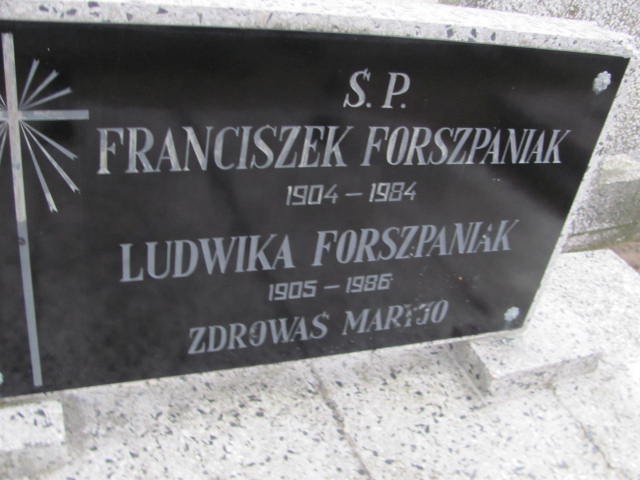 Ś. P.
FRANCISZEK FORSZPANIAK
1904 – 1984
LUDWIKA FORSZPANIAK
1905 – 1986
ZDROWAŚ MARYJO